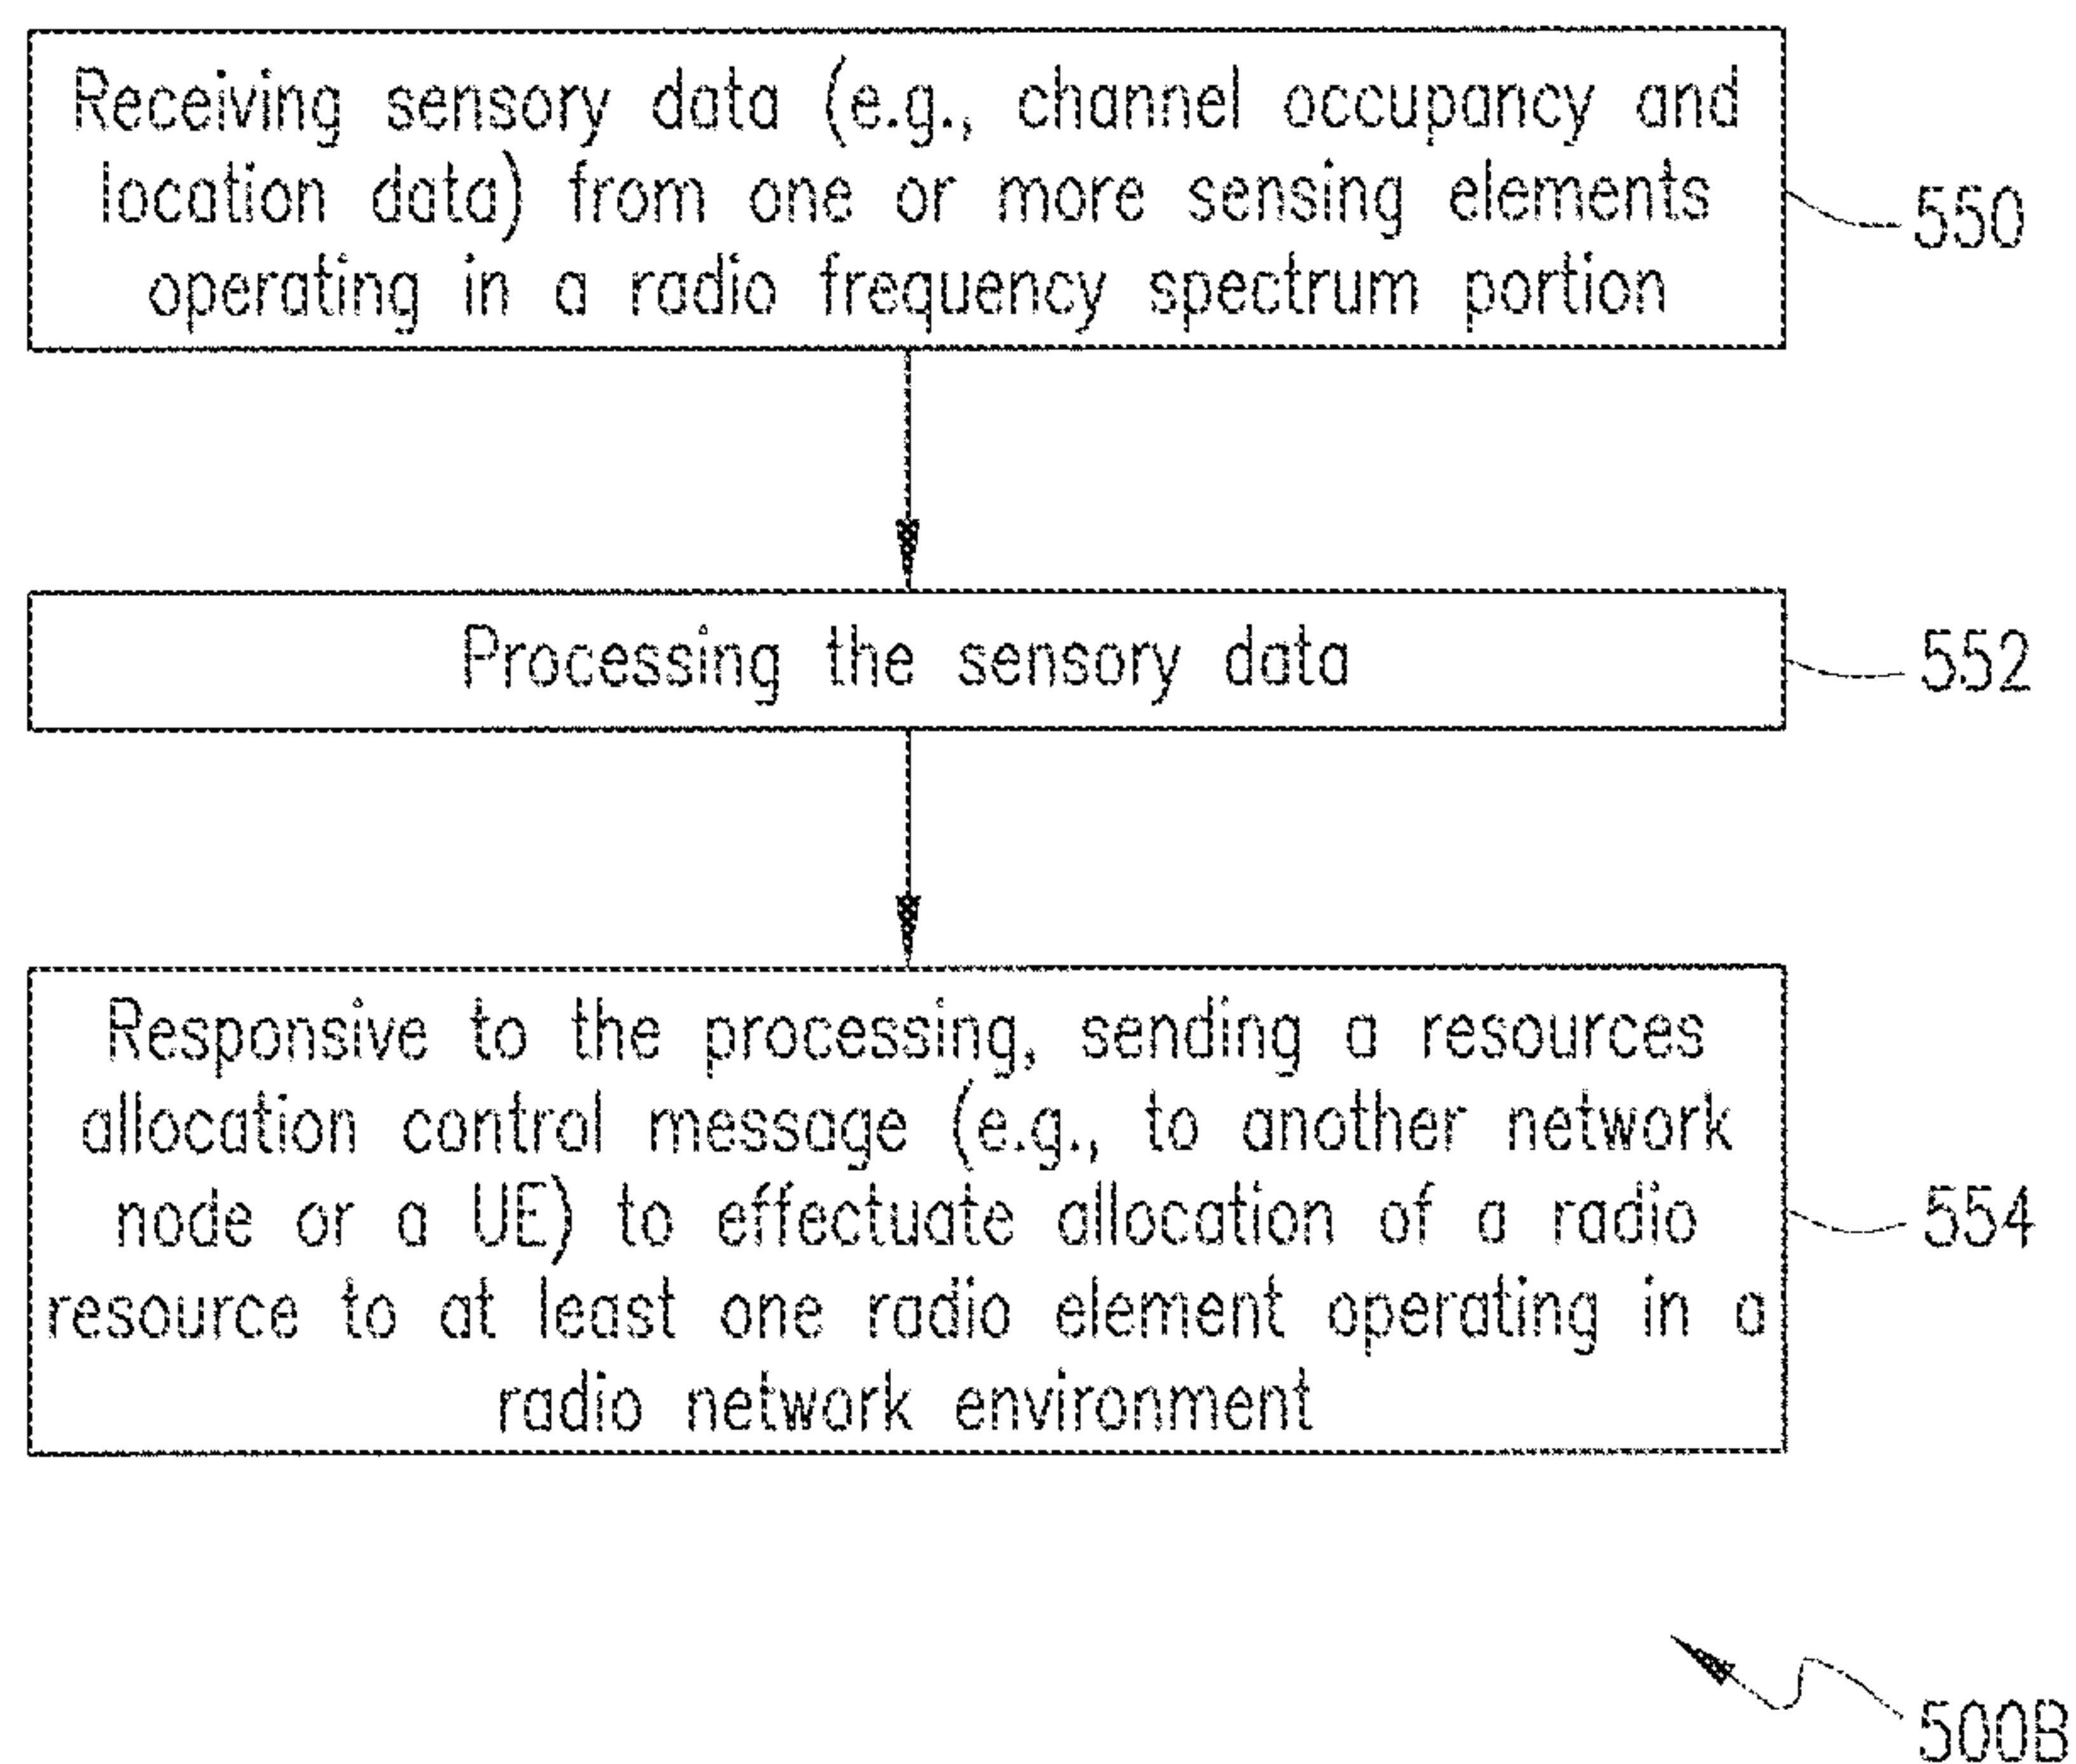 Receiving sensory data (e.g., channel occupancy and
location data) from one or more sensing elements
operating in a radio frequency spectrum portion
550
Processing the sensory data
552
Responsive to the processing, sending a resources
allocation control message (e.g., to another network
node or a UE) to effectuate allocation of a radio
resource to at least one radio element operating in a
radio network environment
554
500B